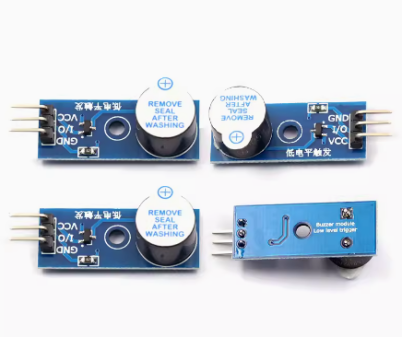 低电平触发
VCC
I/O
GND
REMOVE
SEAL
AFTER
WASHING
REMOVE
SEAL
AFTER
WASHING
GND
I/O
VCC
低电平触发
低电平触发
VCC
I/O
GND
REMOVE
SEAL
AFTER
WASHING
Buzzer module
Low level trigger